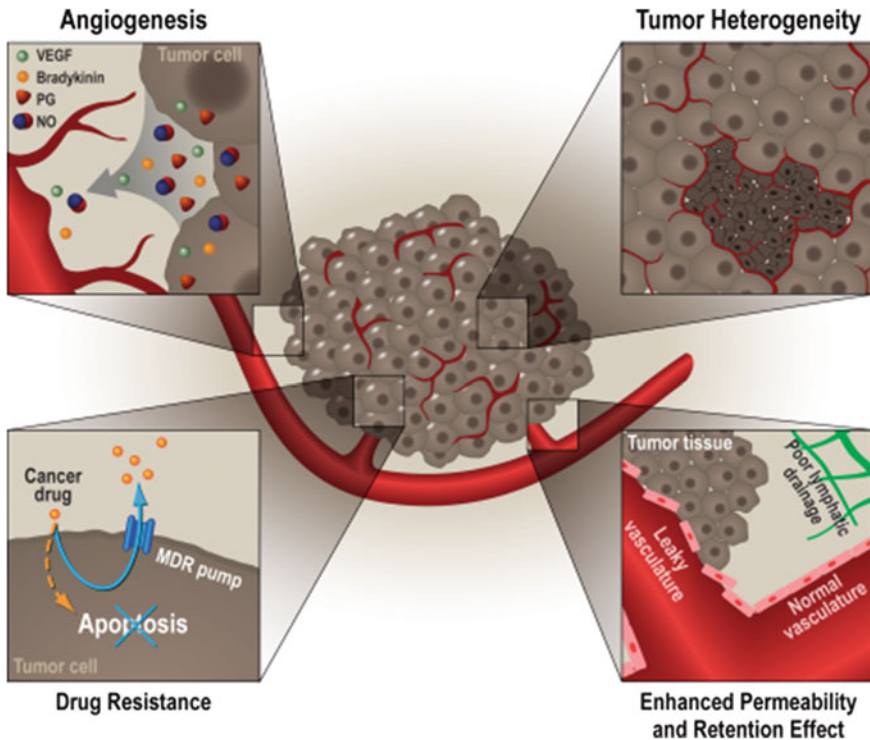 Angiogenesis
VEGF
Bradykinin
PG
NO
Tumor cell
Tumor Heterogeneity
Cancer
drug
MDR pump
Apoptosis
Tumor cell
Drug Resistance
Tumor tissue
Poor lymphatic
drainage
Leaky
vasculature
Normal
vasculature
Enhanced Permeability
and Retention Effect